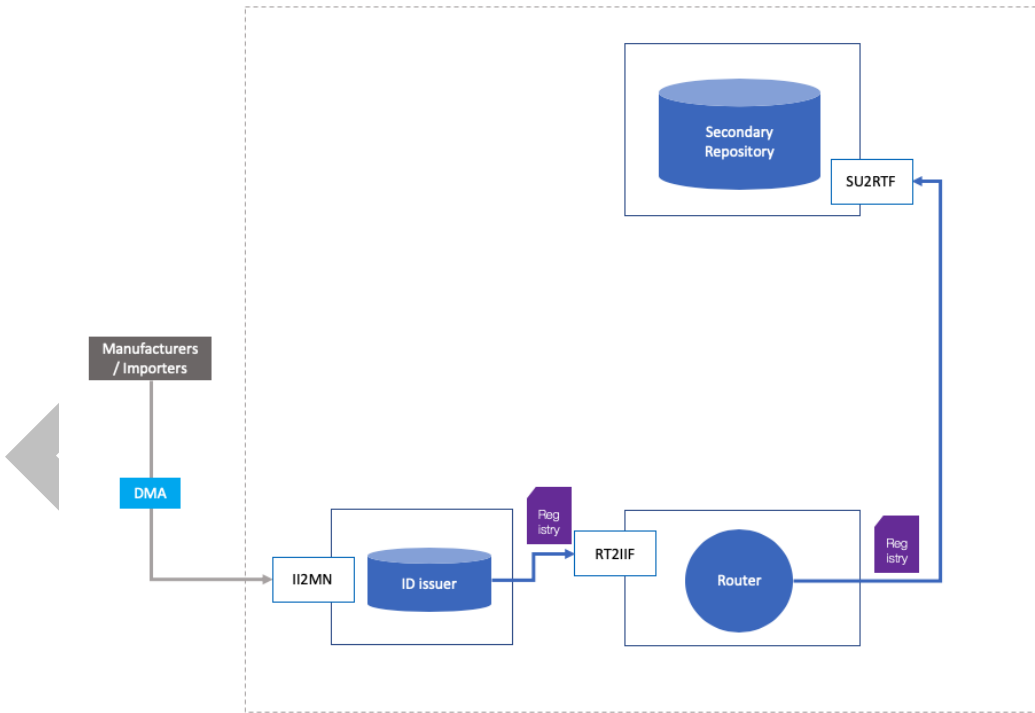 Secondary
Repository
SU2RTF
Manufacturers
/ Importers
DMA
Reg
istry
II2MN
ID issuer
RT2IIF
Router
Reg
istry